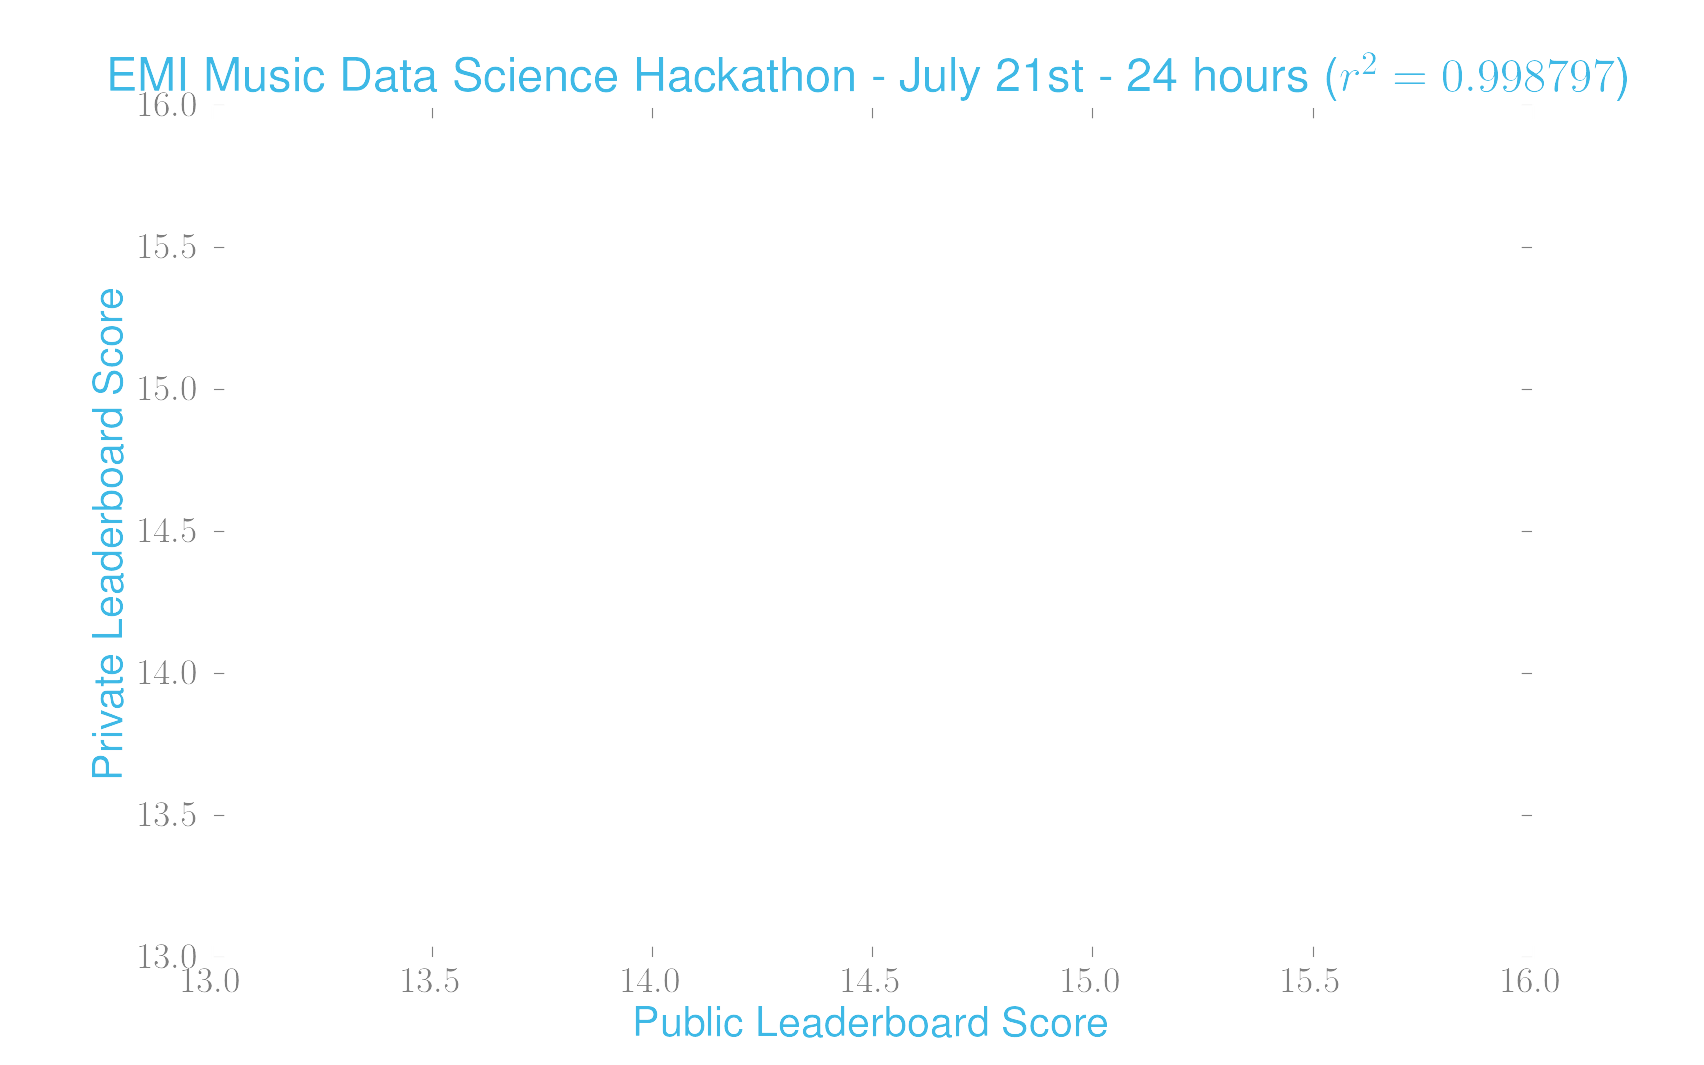 EMI Music Data Science Hackathon - July 21st - 24 hours (r² = 0.998797)
16.0
15.5
15.0
14.5
14.0
13.5
13.0
Private Leaderboard Score
13.0 13.5 14.0 14.5 15.0 15.5 16.0
Public Leaderboard Score